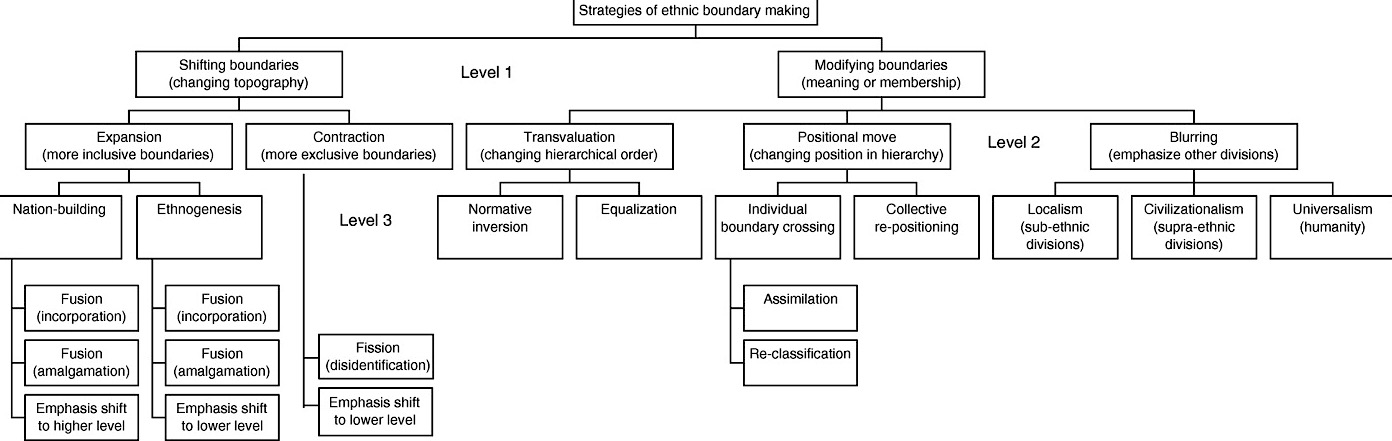 Strategies of ethnic boundary making
Shifting boundaries
(changing topography)
Level 1
Modifying boundaries
(meaning or membership)
Expansion
(more inclusive boundaries)
Contraction
(more exclusive boundaries)
Transvaluation
(changing hierarchical order)
Positional move
(changing position in hierarchy)
Level 2
Blurring
(emphasize other divisions)
Nation-building
Ethnogenesis
Level 3
Normative
inversion
Equalization
Individual
boundary crossing
Collective
re-positioning
Localism
(sub-ethnic
divisions)
Civilizationalism
(supra-ethnic
divisions)
Universalism
(humanity)
Fusion
(incorporation)
Fusion
(amalgamation)
Emphasis shift
to higher level
Fusion
(incorporation)
Fusion
(amalgamation)
Emphasis shift
to lower level
Fission
(disidentification)
Emphasis shift
to lower level
Assimilation
Re-classification